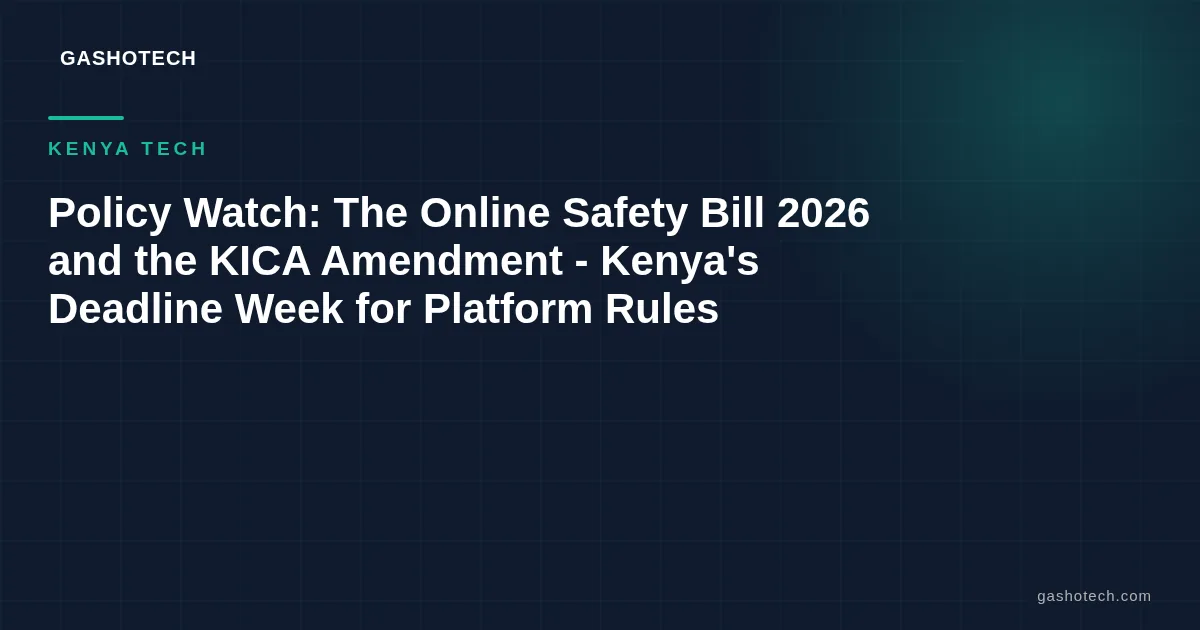 GASHOTECH
KENYA TECH
Policy Watch: The Online Safety Bill 2026
and the KICA Amendment - Kenya's
Deadline Week for Platform Rules
gashotech.com